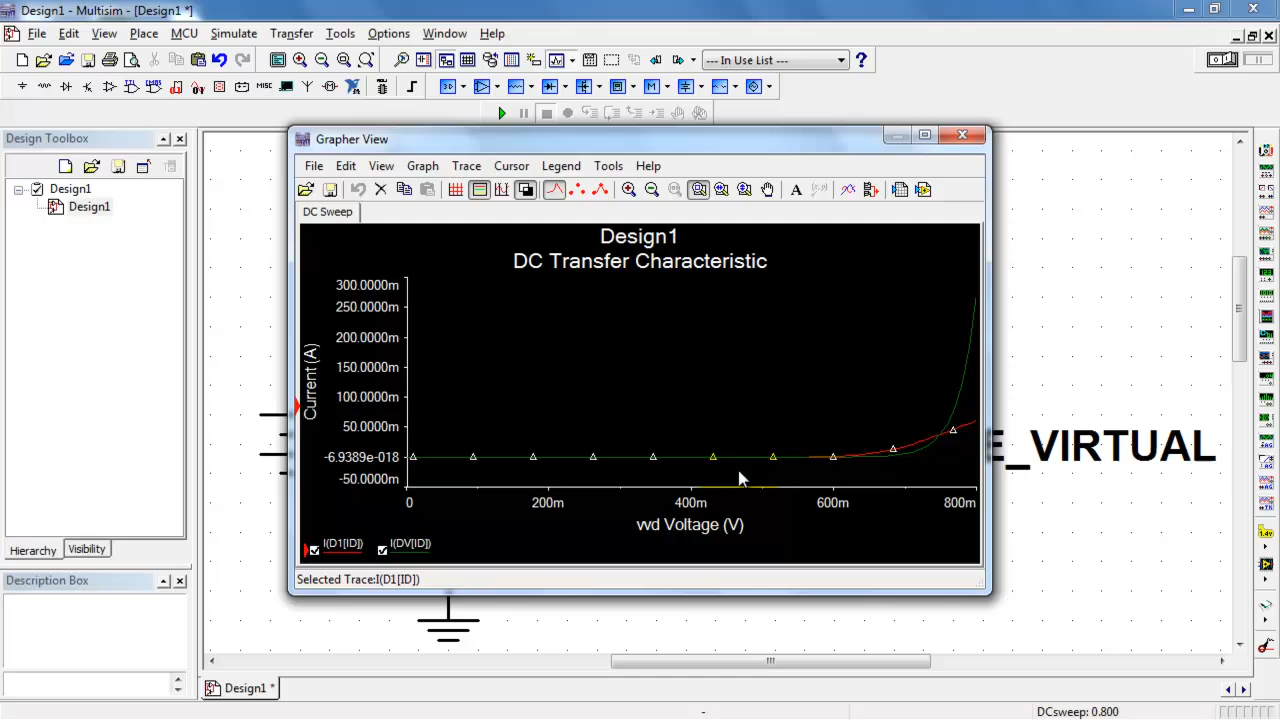 Design1 - Multisim - [Design1 *]
File Edit View Place MCU Simulate Transfer Tools Options Window Help
--- In Use List ---
MISC
Design Toolbox
Design1
Design1
Hierarchy Visibility
Description Box
Grapher View
File Edit View Graph Trace Cursor Legend Tools Help
DC Sweep
Design1
DC Transfer Characteristic
300.0000m
250.0000m
200.0000m
150.0000m
100.0000m
50.0000m
-6.9389e-018
-50.0000m
Current (A)
0 200m 400m 600m 800m
vvd Voltage (V)
I(D1[ID]) I(DV[ID])
Selected Trace:I(D1[ID])
E_VIRTUAL
Design1 *
- DCsweep: 0.800